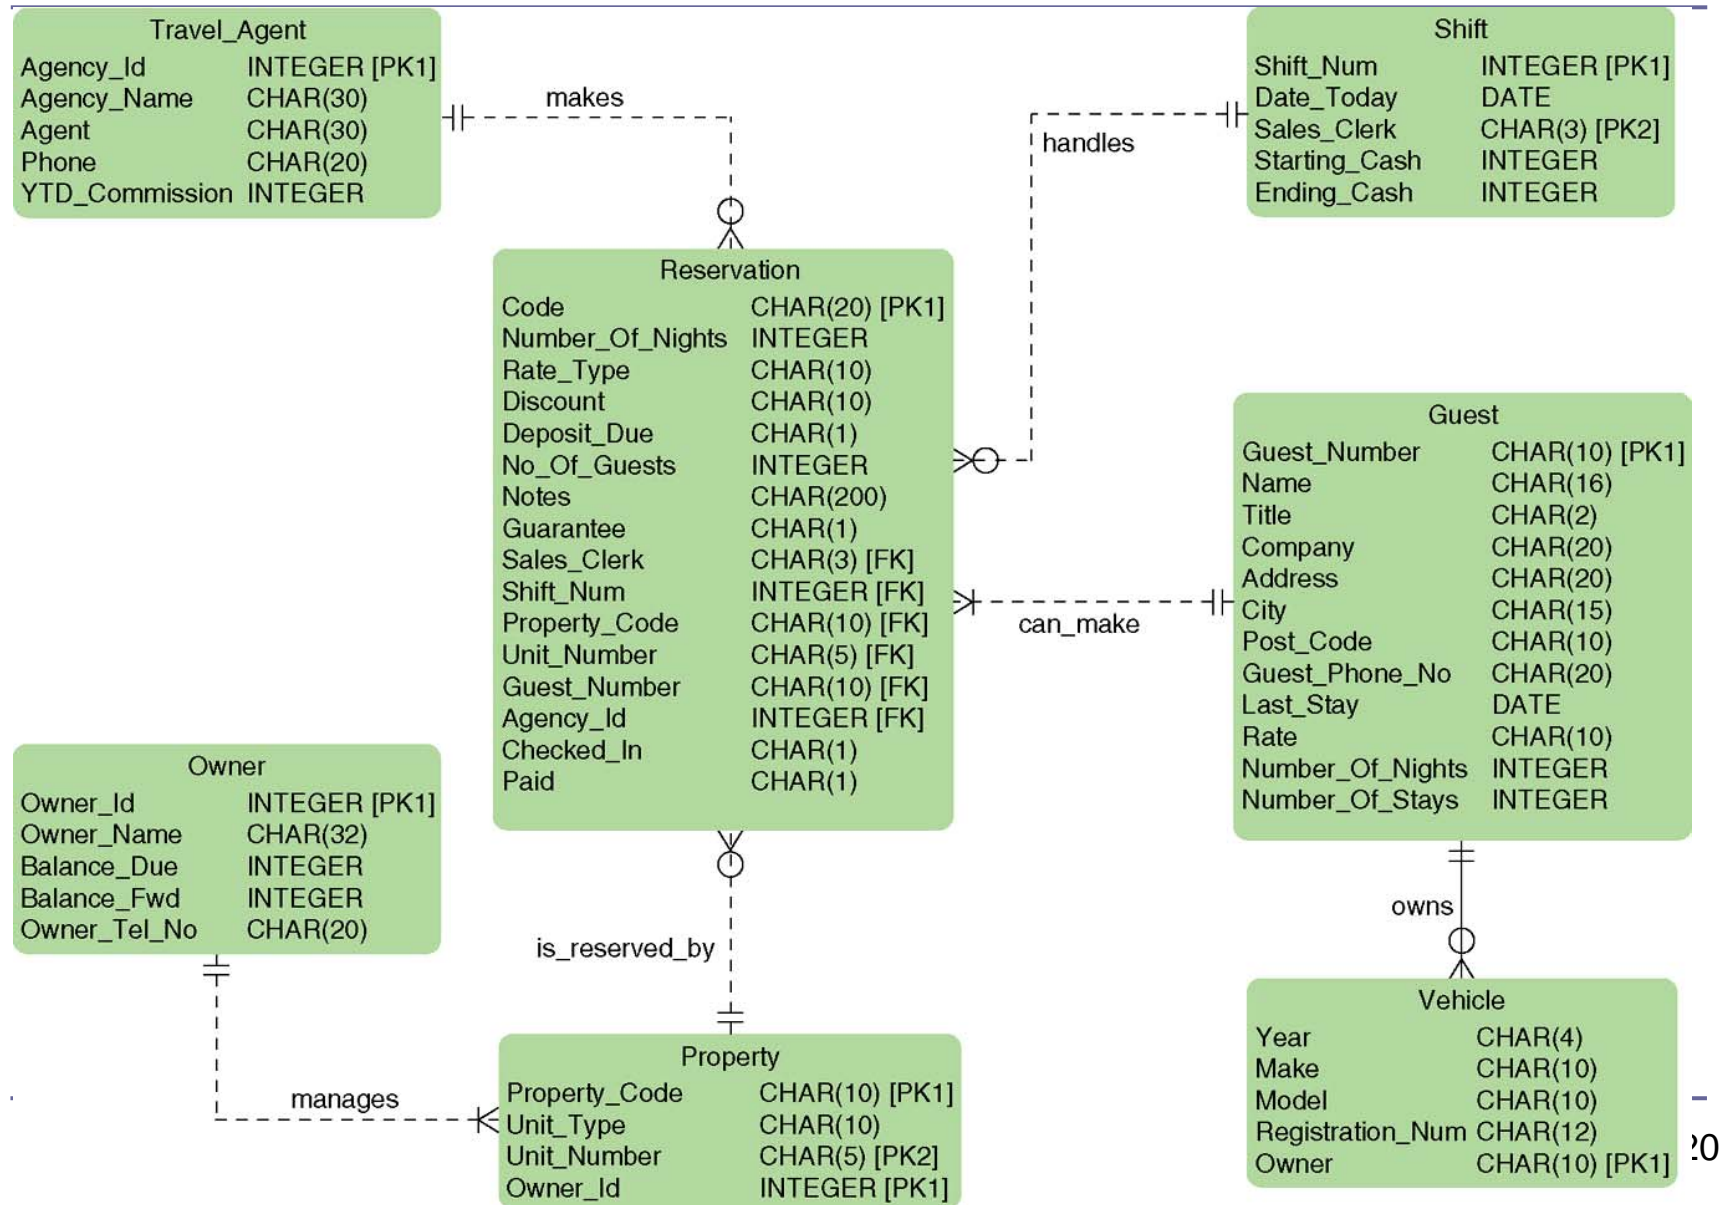 Travel_Agent
Agency_Id INTEGER [PK1]
Agency_Name CHAR(30)
Agent CHAR(30)
Phone CHAR(20)
YTD_Commission INTEGER
makes
Shift
Shift_Num INTEGER [PK1]
Date_Today DATE
Sales_Clerk CHAR(3) [PK2]
Starting_Cash INTEGER
Ending_Cash INTEGER
handles
Reservation
Code CHAR(20) [PK1]
Number_Of_Nights INTEGER
Rate_Type CHAR(10)
Discount CHAR(10)
Deposit_Due CHAR(1)
No_Of_Guests INTEGER
Notes CHAR(200)
Guarantee CHAR(1)
Sales_Clerk CHAR(3) [FK]
Shift_Num INTEGER [FK]
Property_Code CHAR(10) [FK]
Unit_Number CHAR(5) [FK]
Guest_Number CHAR(10) [FK]
Agency_Id INTEGER [FK]
Checked_In CHAR(1)
Paid CHAR(1)
can_make
Guest
Guest_Number CHAR(10) [PK1]
Name CHAR(16)
Title CHAR(2)
Company CHAR(20)
Address CHAR(20)
City CHAR(15)
Post_Code CHAR(10)
Guest_Phone_No CHAR(20)
Last_Stay DATE
Rate CHAR(10)
Number_Of_Nights INTEGER
Number_Of_Stays INTEGER
Owner
Owner_Id INTEGER [PK1]
Owner_Name CHAR(32)
Balance_Due INTEGER
Balance_Fwd INTEGER
Owner_Tel_No CHAR(20)
is_reserved_by
owns
manages
Property
Property_Code CHAR(10) [PK1]
Unit_Type CHAR(10)
Unit_Number CHAR(5) [PK2]
Owner_Id INTEGER [PK1]
Vehicle
Year CHAR(4)
Make CHAR(10)
Model CHAR(10)
Registration_Num CHAR(12)
Owner CHAR(10) [PK1]